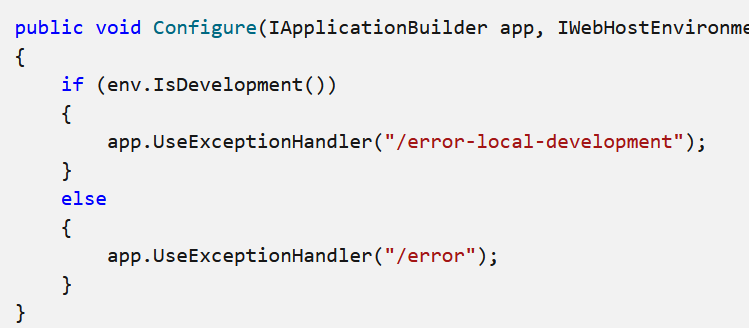 public void Configure(IApplicationBuilder app, IWebHostEnvironme
{
    if (env.IsDevelopment())
    {
        app.UseExceptionHandler("/error-local-development");
    }
    else
    {
        app.UseExceptionHandler("/error");
    }
}